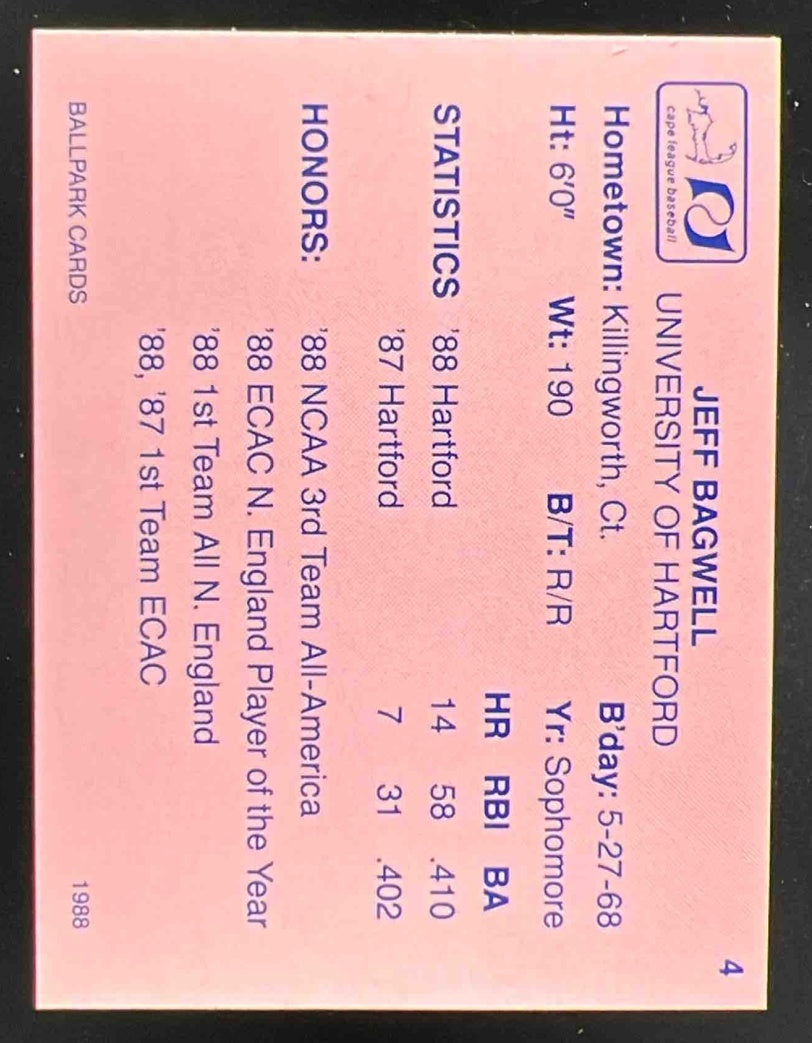 4
cape league baseball
JEFF BAGWELL
UNIVERSITY OF HARTFORD
Hometown: Killingworth, Ct. B'day: 5-27-68
Ht: 6'0" Wt: 190 B/T: R/R Yr: Sophomore
HR RBI BA
STATISTICS '88 Hartford 14 58 .410
'87 Hartford 7 31 .402
HONORS: '88 NCAA 3rd Team All-America
'88 ECAC N. England Player of the Year
'88 1st Team All N. England
'88, '87 1st Team ECAC
BALLPARK CARDS 1988